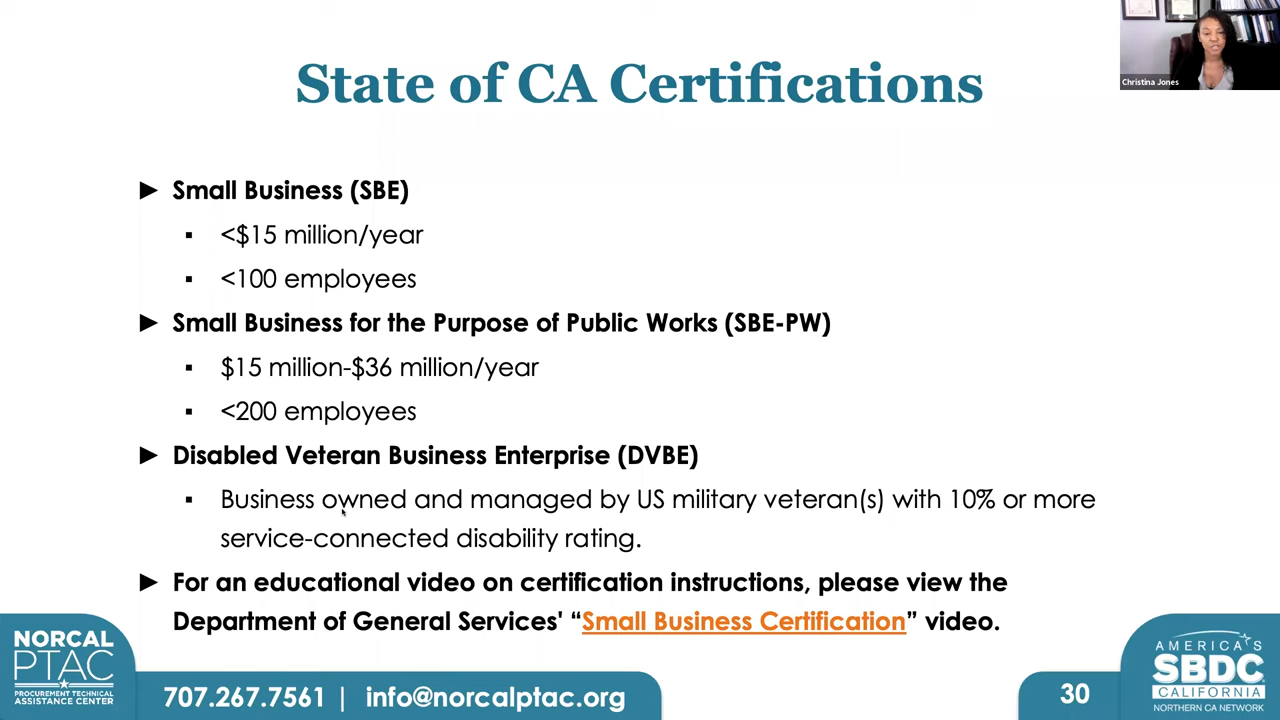 State of CA Certifications
Christina Jones
► Small Business (SBE)
▪ <$15 million/year
▪ <100 employees
► Small Business for the Purpose of Public Works (SBE-PW)
▪ $15 million-$36 million/year
▪ <200 employees
► Disabled Veteran Business Enterprise (DVBE)
▪ Business owned and managed by US military veteran(s) with 10% or more
service-connected disability rating.
► For an educational video on certification instructions, please view the
Department of General Services' “Small Business Certification” video.
NORCAL
PTAC
PROCUREMENT TECHNICAL
ASSISTANCE CENTER
707.267.7561 | info@norcalptac.org
30
AMERICA'S
SBDC
CALIFORNIA
NORTHERN CA NETWORK